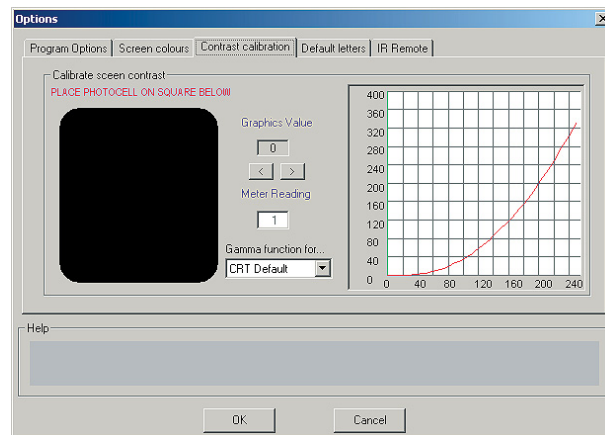 Options
Program Options
Screen colours
Contrast calibration
Default letters
IR Remote
Calibrate sceen contrast
PLACE PHOTOCELL ON SQUARE BELOW
Graphics Value
0
< >
Meter Reading
1
Gamma function for...
CRT Default
400
360
320
280
240
200
160
120
80
40
0
0 40 80 120 160 200 240
Help
OK
Cancel